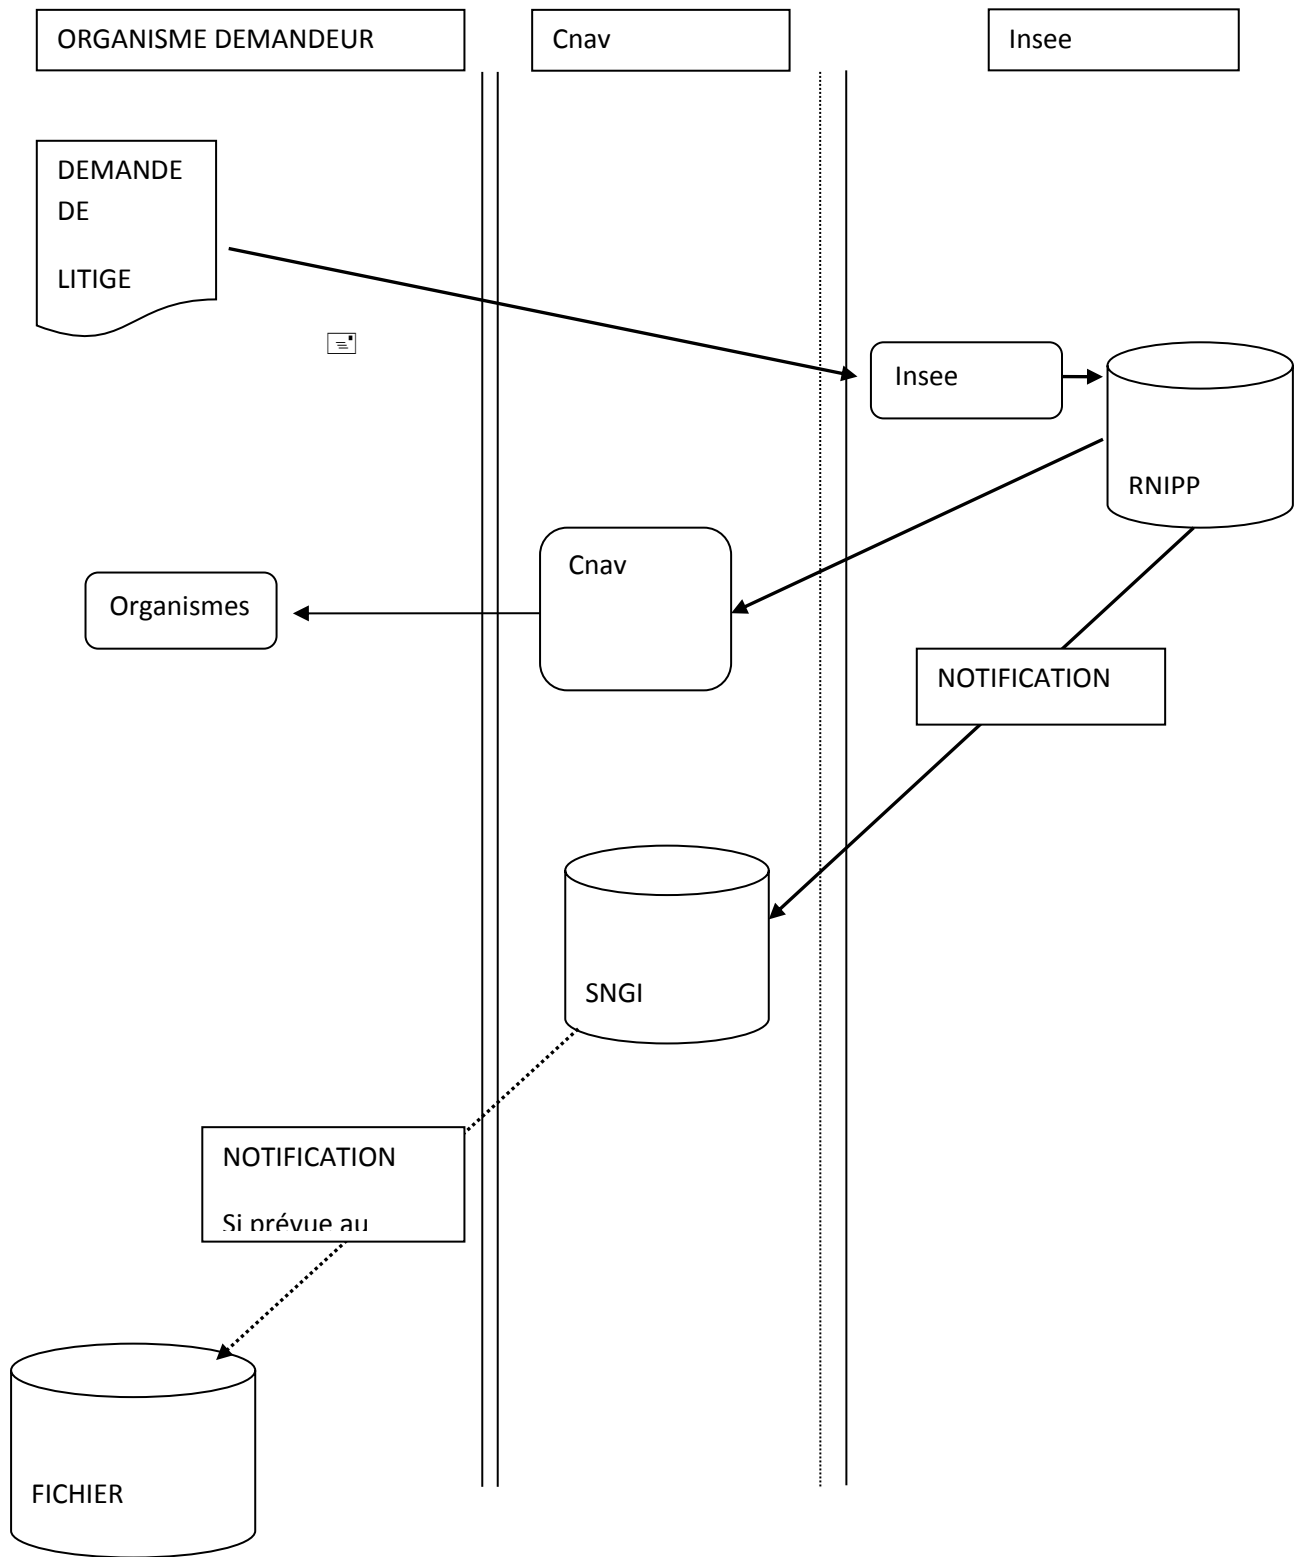 ORGANISME DEMANDEUR
Cnav
Insee
DEMANDE
DE
LITIGE
Insee
RNIPP
Cnav
Organismes
NOTIFICATION
SNGI
NOTIFICATION
Si prévue au
FICHIER